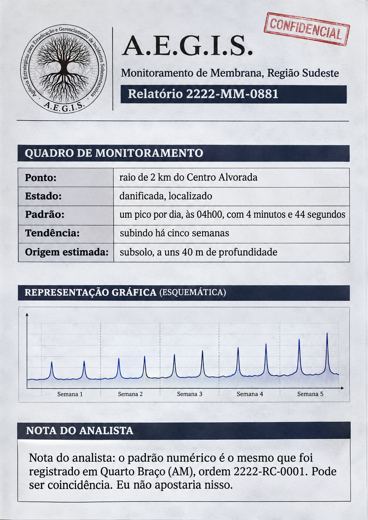 CONFIDENCIAL
A.E.G.I.S.
A.E.G.I.S.
Monitoramento de Membrana, Região Sudeste
Relatório 2222-MM-0881
QUADRO DE MONITORAMENTO
Ponto: raio de 2 km do Centro Alvorada
Estado: danificada, localizado
Padrão: um pico por dia, às 04h00, com 4 minutos e 44 segundos
Tendência: subindo há cinco semanas
Origem estimada: subsolo, a uns 40 m de profundidade
REPRESENTAÇÃO GRÁFICA (ESQUEMÁTICA)
Semana 1 Semana 2 Semana 3 Semana 4 Semana 5
NOTA DO ANALISTA
Nota do analista: o padrão numérico é o mesmo que foi
registrado em Quarto Braço (AM), ordem 2222-RC-0001. Pode
ser coincidência. Eu não apostaria nisso.